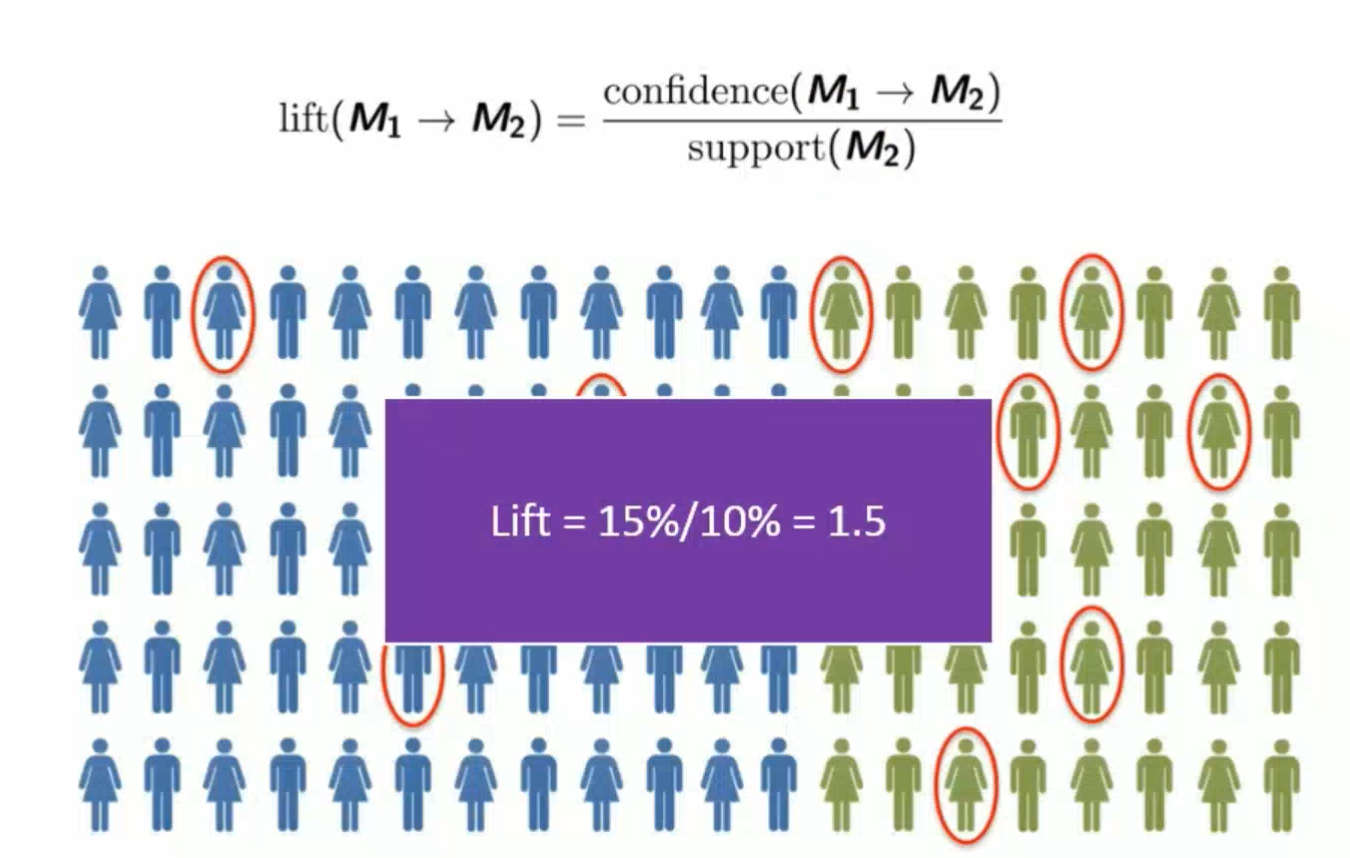 lift(M₁ → M₂) = confidence(M₁ → M₂) / support(M₂)
Lift = 15%/10% = 1.5